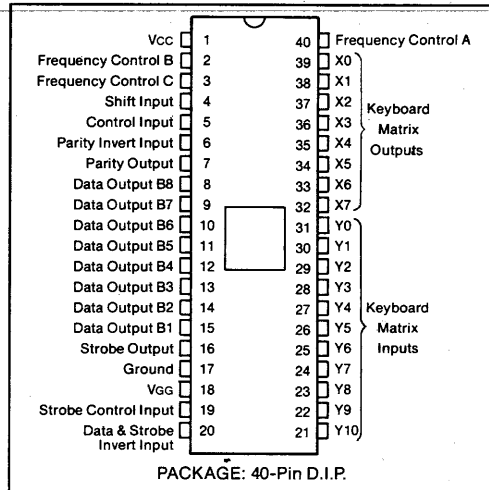 Vcc 1 40 Frequency Control A
Frequency Control B 2 39 X0
Frequency Control C 3 38 X1
Shift Input 4 37 X2
Control Input 5 36 X3
Parity Invert Input 6 35 X4
Parity Output 7 34 X5
Data Output B8 8 33 X6
Data Output B7 9 32 X7
Keyboard
Matrix
Outputs
Data Output B6 10 31 Y0
Data Output B5 11 30 Y1
Data Output B4 12 29 Y2
Data Output B3 13 28 Y3
Data Output B2 14 27 Y4
Data Output B1 15 26 Y5
Strobe Output 16 25 Y6
Ground 17 24 Y7
VGG 18 23 Y8
Strobe Control Input 19 22 Y9
Data & Strobe 20 21 Y10
Invert Input
Keyboard
Matrix
Inputs
PACKAGE: 40-Pin D.I.P.